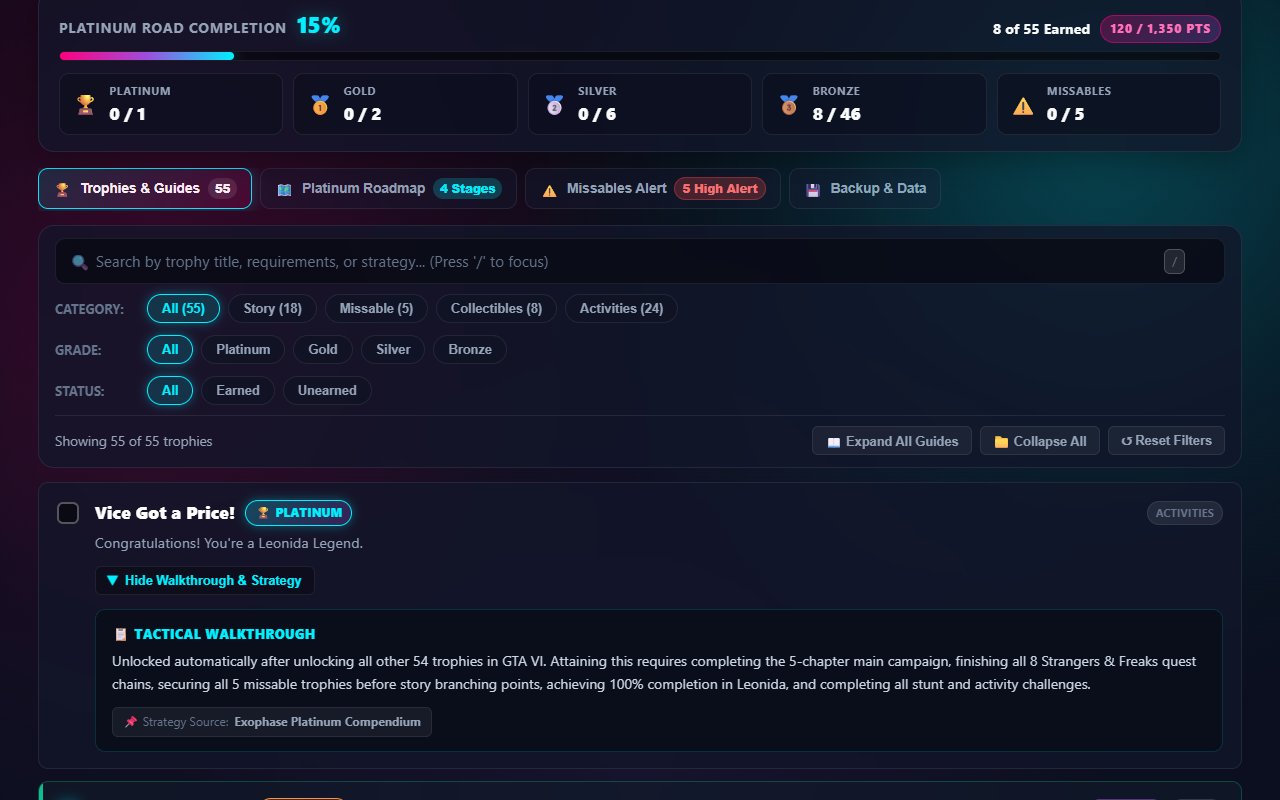 PLATINUM ROAD COMPLETION 15%
8 of 55 Earned 120 / 1,350 PTS
PLATINUM
0 / 1
GOLD
0 / 2
SILVER
0 / 6
BRONZE
8 / 46
MISSABLES
0 / 5
Trophies & Guides 55
Platinum Roadmap 4 Stages
Missables Alert 5 High Alert
Backup & Data
Search by trophy title, requirements, or strategy... (Press '/' to focus) /
CATEGORY: All (55) Story (18) Missable (5) Collectibles (8) Activities (24)
GRADE: All Platinum Gold Silver Bronze
STATUS: All Earned Unearned
Showing 55 of 55 trophies
Expand All Guides Collapse All ↺ Reset Filters
Vice Got a Price! PLATINUM ACTIVITIES
Congratulations! You're a Leonida Legend.
▼ Hide Walkthrough & Strategy
TACTICAL WALKTHROUGH
Unlocked automatically after unlocking all other 54 trophies in GTA VI. Attaining this requires completing the 5-chapter main campaign, finishing all 8 Strangers & Freaks quest
chains, securing all 5 missable trophies before story branching points, achieving 100% completion in Leonida, and completing all stunt and activity challenges.
Strategy Source: Exophase Platinum Compendium